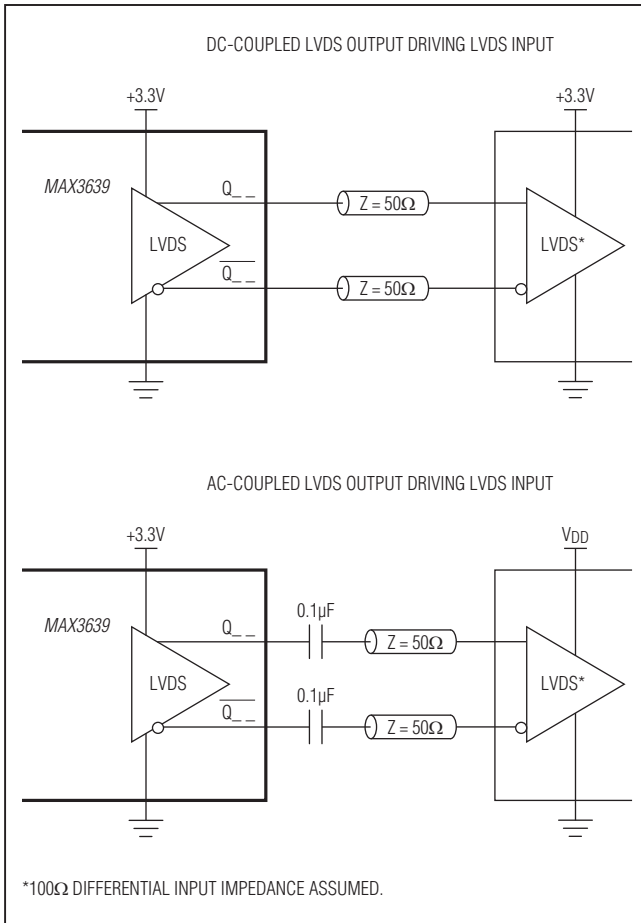 DC-COUPLED LVDS OUTPUT DRIVING LVDS INPUT
+3.3V
+3.3V
MAX3639
Q_ _
Z = 50Ω
LVDS
LVDS*
Q_ _
Z = 50Ω
AC-COUPLED LVDS OUTPUT DRIVING LVDS INPUT
+3.3V
VDD
MAX3639
Q_ _
0.1µF
Z = 50Ω
LVDS
LVDS*
Q_ _
0.1µF
Z = 50Ω
*100Ω DIFFERENTIAL INPUT IMPEDANCE ASSUMED.